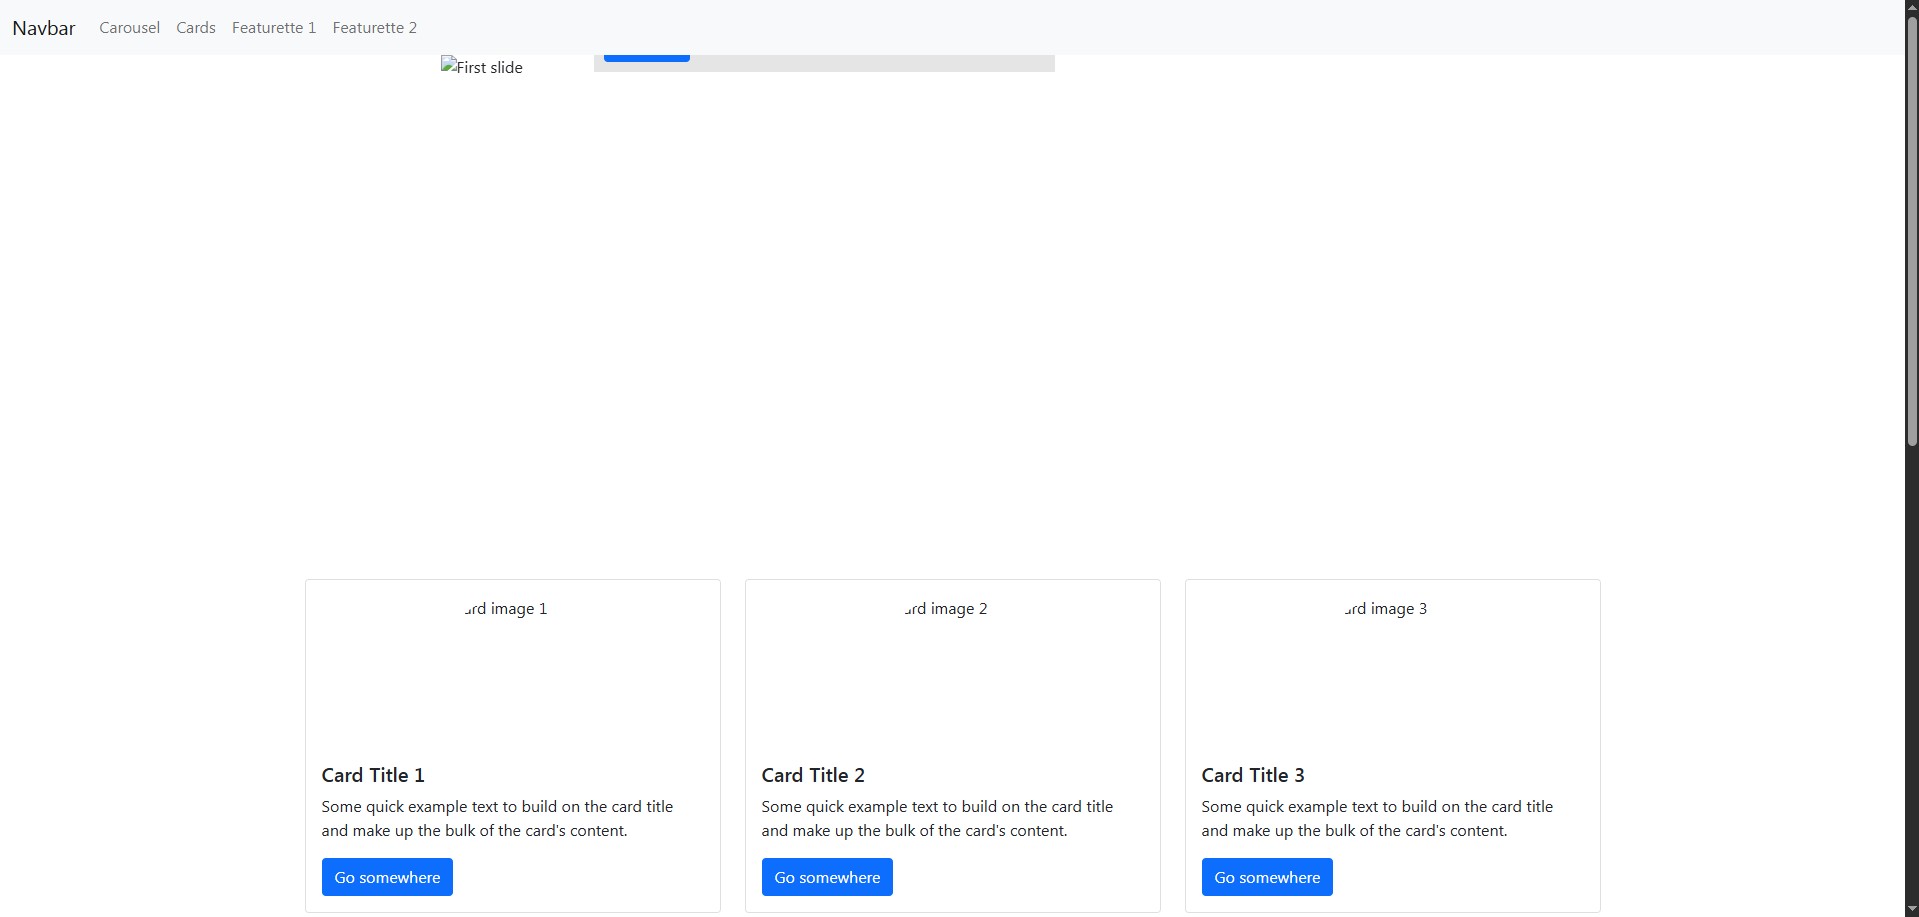 Navbar Carousel Cards Featurette 1 Featurette 2
First slide
ard image 1
ard image 2
ard image 3
Card Title 1
Some quick example text to build on the card title
and make up the bulk of the card's content.
Go somewhere
Card Title 2
Some quick example text to build on the card title
and make up the bulk of the card's content.
Go somewhere
Card Title 3
Some quick example text to build on the card title
and make up the bulk of the card's content.
Go somewhere